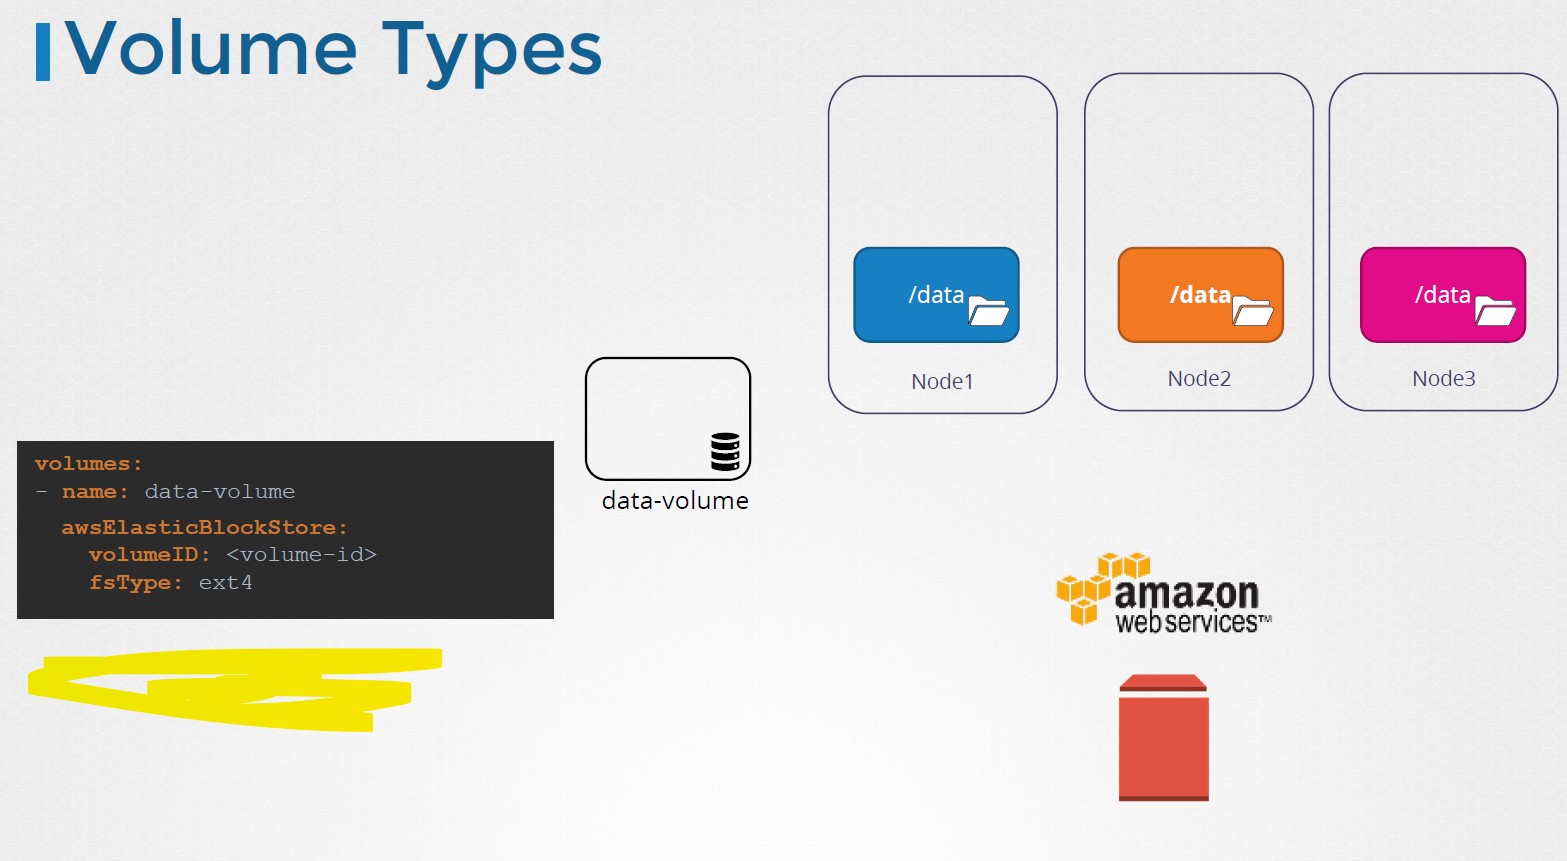 Volume Types
/data
/data
/data
Node1
Node2
Node3
data-volume
volumes:
- name: data-volume
awsElasticBlockStore:
volumeID: <volume-id>
fsType: ext4
amazon
webservices™